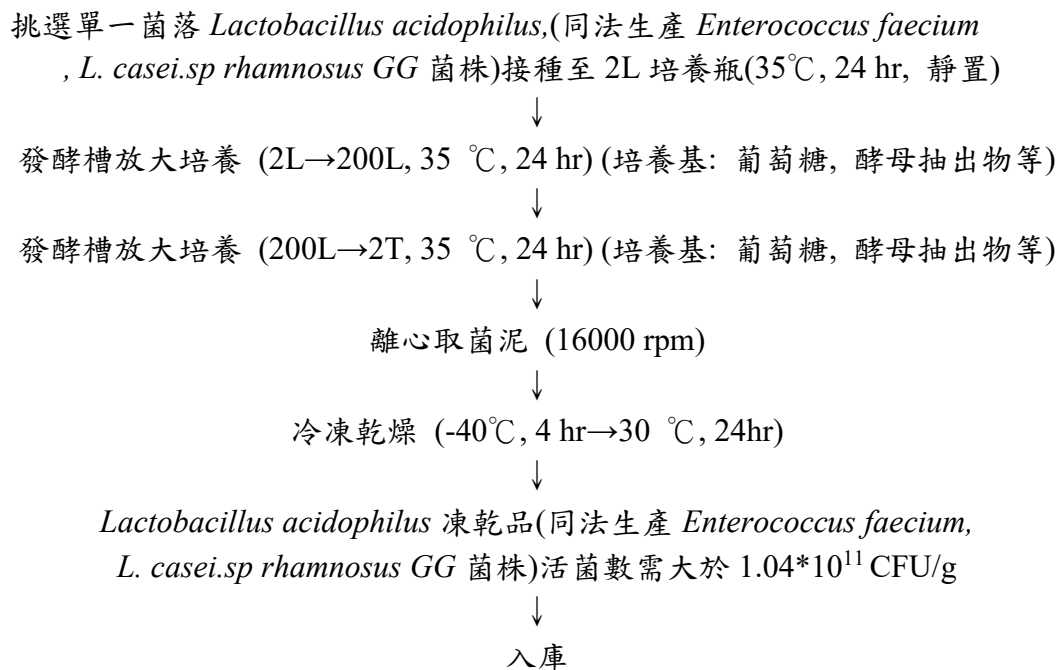 挑選單一菌落 Lactobacillus acidophilus,(同法生產 Enterococcus faecium
, L. casei.sp rhamnosus GG 菌株)接種至 2L 培養瓶(35℃, 24 hr, 靜置)
↓
發酵槽放大培養 (2L→200L, 35 ℃, 24 hr) (培養基: 葡萄糖, 酵母抽出物等)
↓
發酵槽放大培養 (200L→2T, 35 ℃, 24 hr) (培養基: 葡萄糖, 酵母抽出物等)
↓
離心取菌泥 (16000 rpm)
↓
冷凍乾燥 (-40℃, 4 hr→30 ℃, 24hr)
↓
Lactobacillus acidophilus 凍乾品(同法生產 Enterococcus faecium,
L. casei.sp rhamnosus GG 菌株)活菌數需大於 1.04*10¹¹ CFU/g
↓
入庫